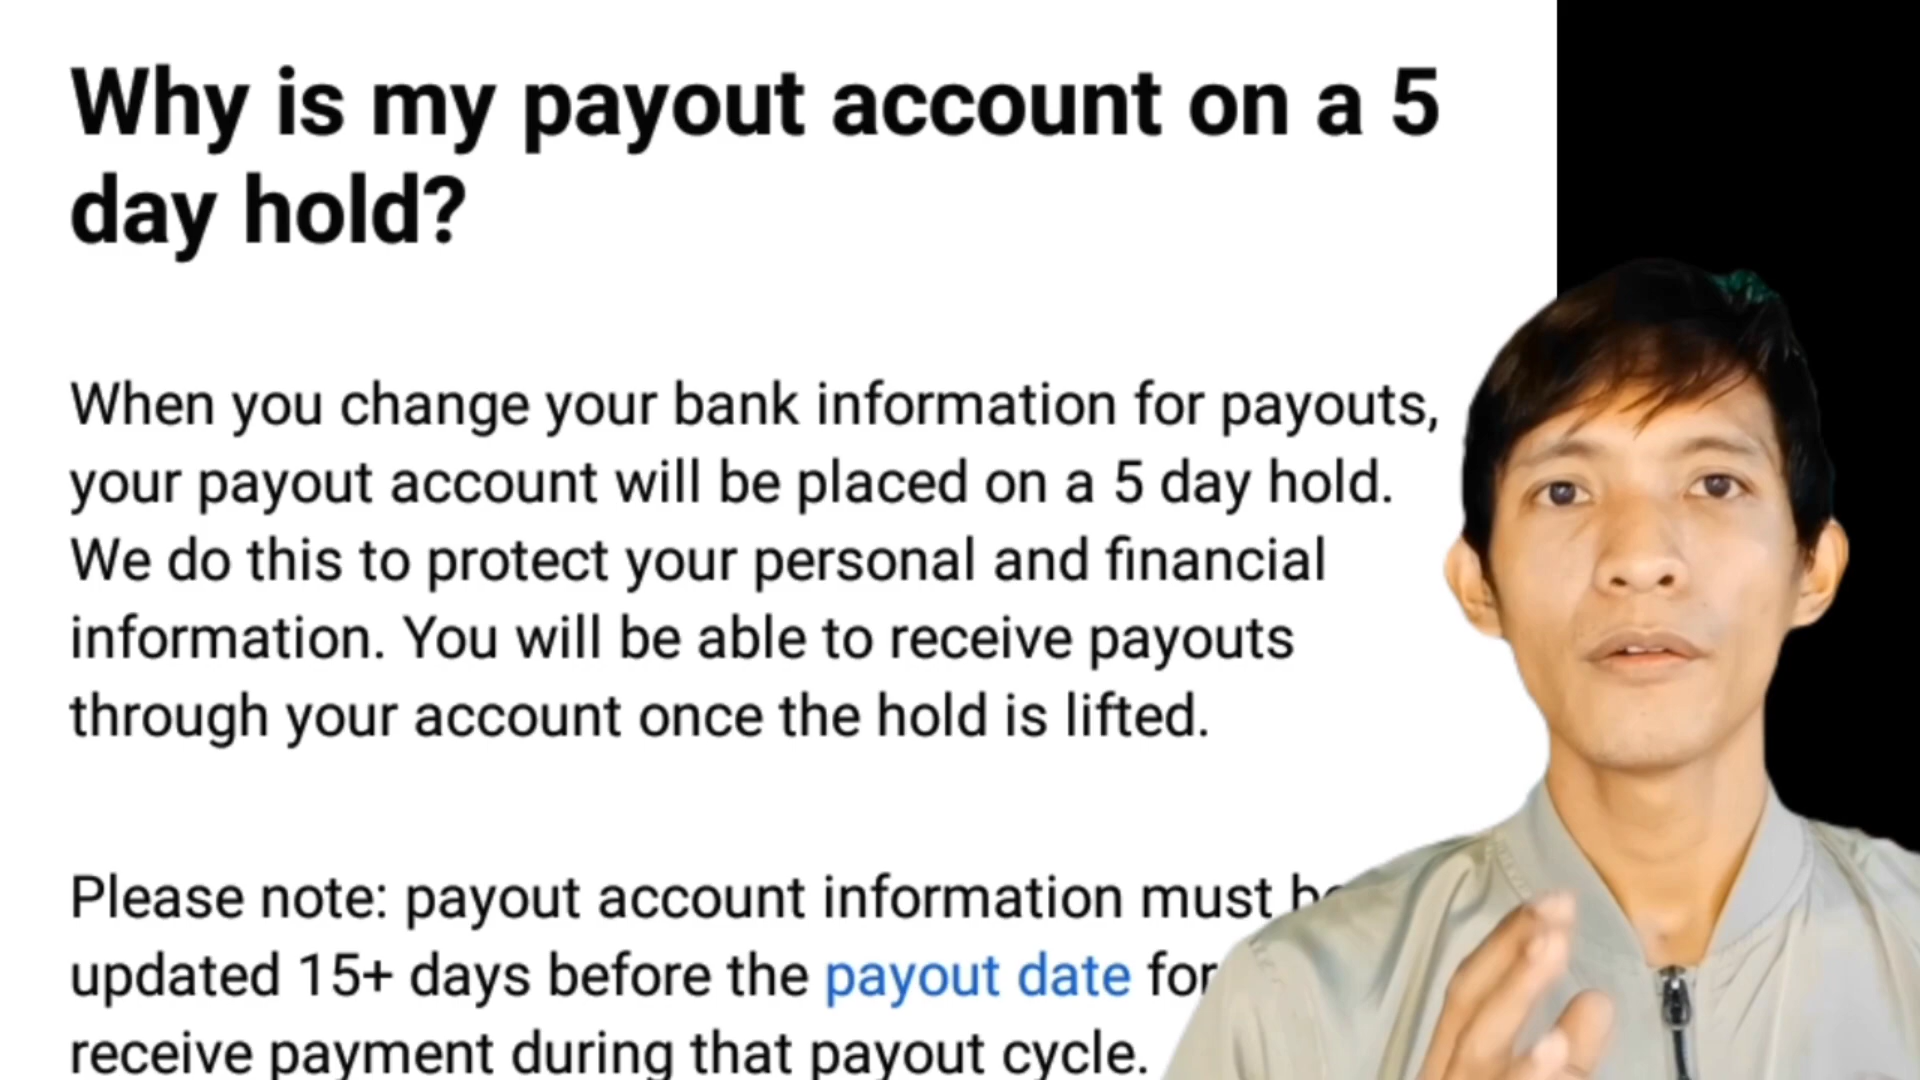 Why is my payout account on a 5
day hold?
When you change your bank information for payouts,
your payout account will be placed on a 5 day hold.
We do this to protect your personal and financial
information. You will be able to receive payouts
through your account once the hold is lifted.
Please note: payout account information must
updated 15+ days before the payout date for
receive payment during that payout cycle.